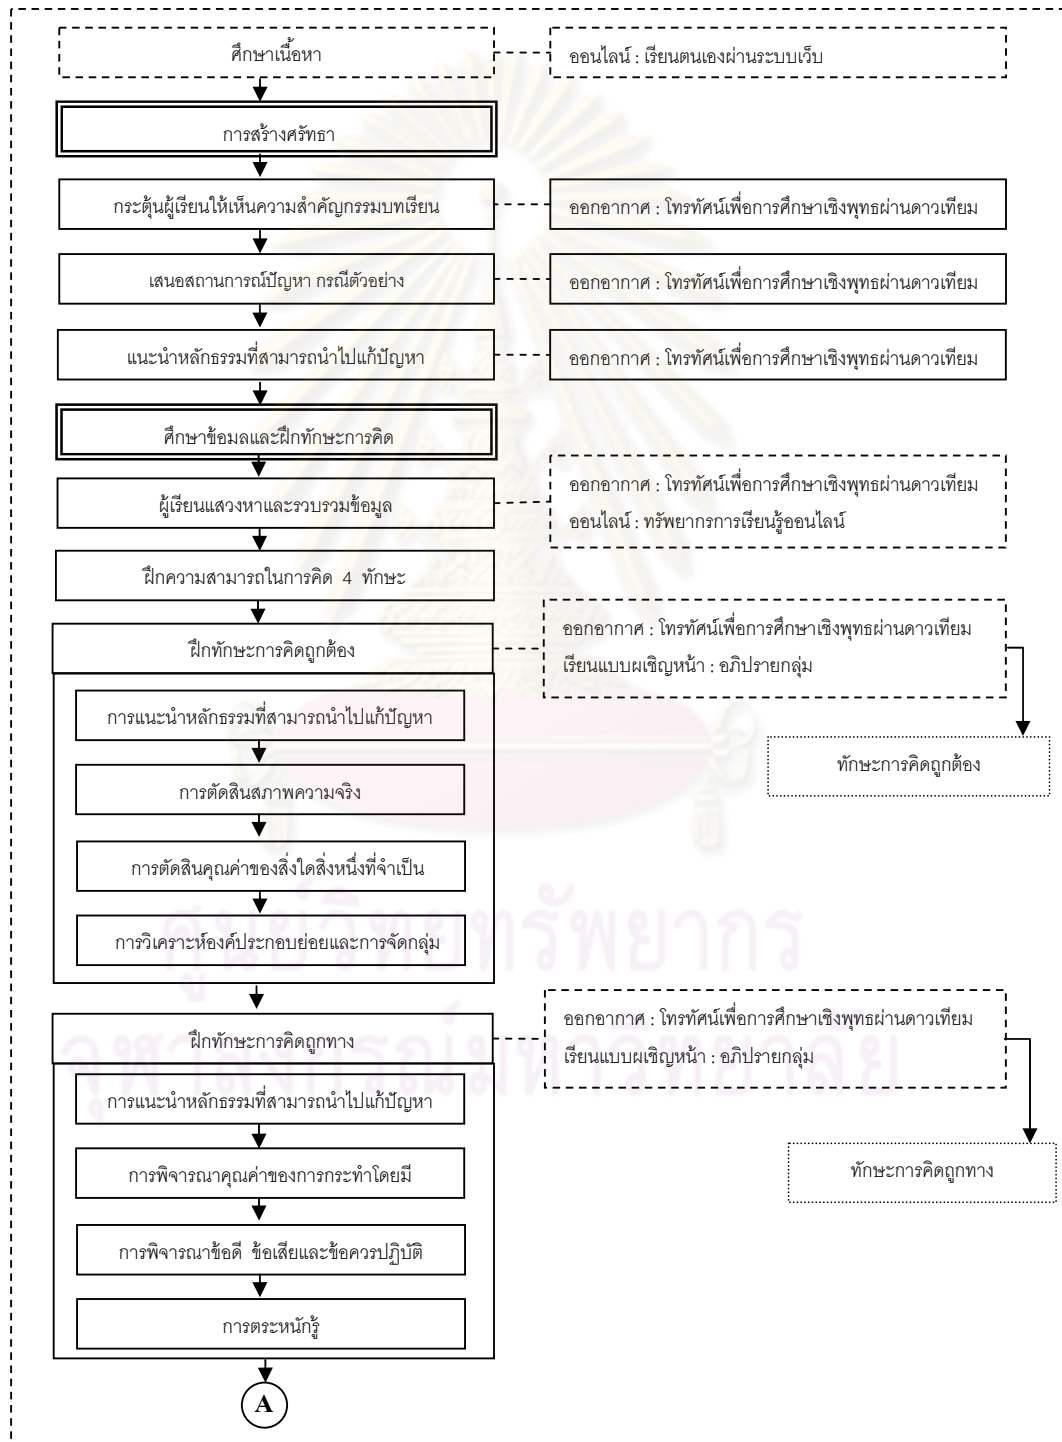 ศึกษาเนื้อหา
ออนไลน์ : เรียนตนเองผ่านระบบเว็บ
การสร้างศรัทธา
กระตุ้นผู้เรียนให้เห็นความสำคัญกรรมบทเรียน
ออกอากาศ : โทรทัศน์เพื่อการศึกษาเชิงพุทธผ่านดาวเทียม
เสนอสถานการณ์ปัญหา กรณีตัวอย่าง
ออกอากาศ : โทรทัศน์เพื่อการศึกษาเชิงพุทธผ่านดาวเทียม
แนะนำหลักธรรมที่สามารถนำไปแก้ปัญหา
ออกอากาศ : โทรทัศน์เพื่อการศึกษาเชิงพุทธผ่านดาวเทียม
ศึกษาข้อมลและฝึกทักษะการคิด
ผู้เรียนแสวงหาและรวบรวมข้อมูล
ออกอากาศ : โทรทัศน์เพื่อการศึกษาเชิงพุทธผ่านดาวเทียม
ออนไลน์ : ทรัพยากรการเรียนรู้ออนไลน์
ฝึกความสามารถในการคิด 4 ทักษะ
ฝึกทักษะการคิดถูกต้อง
ออกอากาศ : โทรทัศน์เพื่อการศึกษาเชิงพุทธผ่านดาวเทียม
เรียนแบบผเชิญหน้า : อภิปรายกลุ่ม
การแนะนำหลักธรรมที่สามารถนำไปแก้ปัญหา
ทักษะการคิดถูกต้อง
การตัดสินสภาพความจริง
การตัดสินคุณค่าของสิ่งใดสิ่งหนึ่งที่จำเป็น
การวิเคราะห์องค์ประกอบย่อยและการจัดกลุ่ม
ศูนย์วิทยทรัพยากร
ฝึกทักษะการคิดถูกทาง
ออกอากาศ : โทรทัศน์เพื่อการศึกษาเชิงพุทธผ่านดาวเทียม
เรียนแบบผเชิญหน้า : อภิปรายกลุ่ม
จุฬาลงกรณ์มหาวิทยาลัย
การแนะนำหลักธรรมที่สามารถนำไปแก้ปัญหา
การพิจารณาคุณค่าของการกระทำโดยมี
ทักษะการคิดถูกทาง
การพิจารณาข้อดี ข้อเสียและข้อควรปฏิบัติ
การตระหนักรู้
A